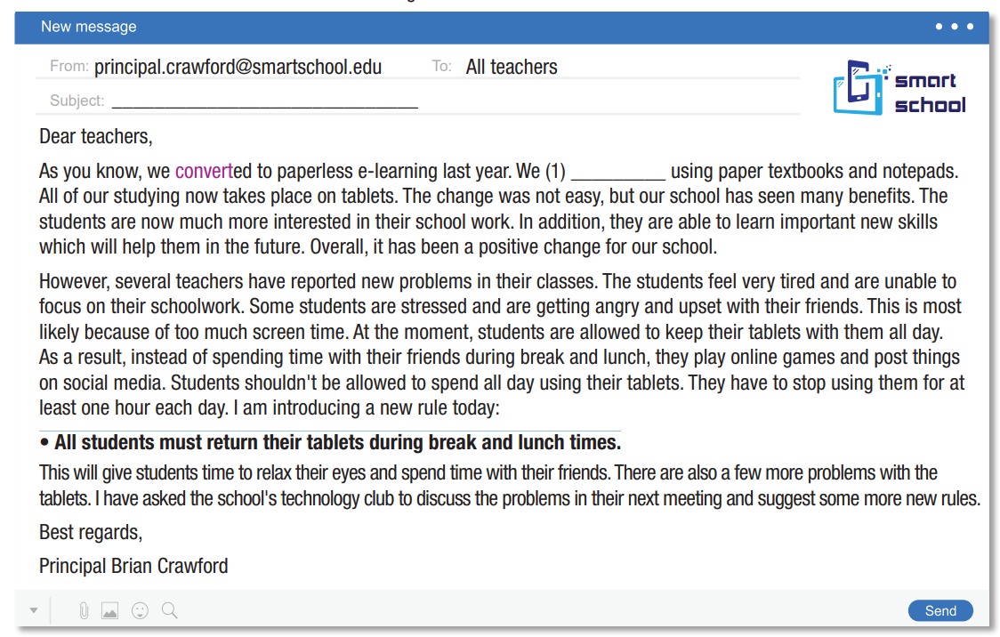 New message
From: principal.crawford@smartschool.edu To: All teachers
smart
school
Subject: ______________________________
Dear teachers,
As you know, we converted to paperless e-learning last year. We (1) _________ using paper textbooks and notepads.
All of our studying now takes place on tablets. The change was not easy, but our school has seen many benefits. The
students are now much more interested in their school work. In addition, they are able to learn important new skills
which will help them in the future. Overall, it has been a positive change for our school.
However, several teachers have reported new problems in their classes. The students feel very tired and are unable to
focus on their schoolwork. Some students are stressed and are getting angry and upset with their friends. This is most
likely because of too much screen time. At the moment, students are allowed to keep their tablets with them all day.
As a result, instead of spending time with their friends during break and lunch, they play online games and post things
on social media. Students shouldn't be allowed to spend all day using their tablets. They have to stop using them for at
least one hour each day. I am introducing a new rule today:
• All students must return their tablets during break and lunch times.
This will give students time to relax their eyes and spend time with their friends. There are also a few more problems with the
tablets. I have asked the school's technology club to discuss the problems in their next meeting and suggest some more new rules.
Best regards,
Principal Brian Crawford
Send